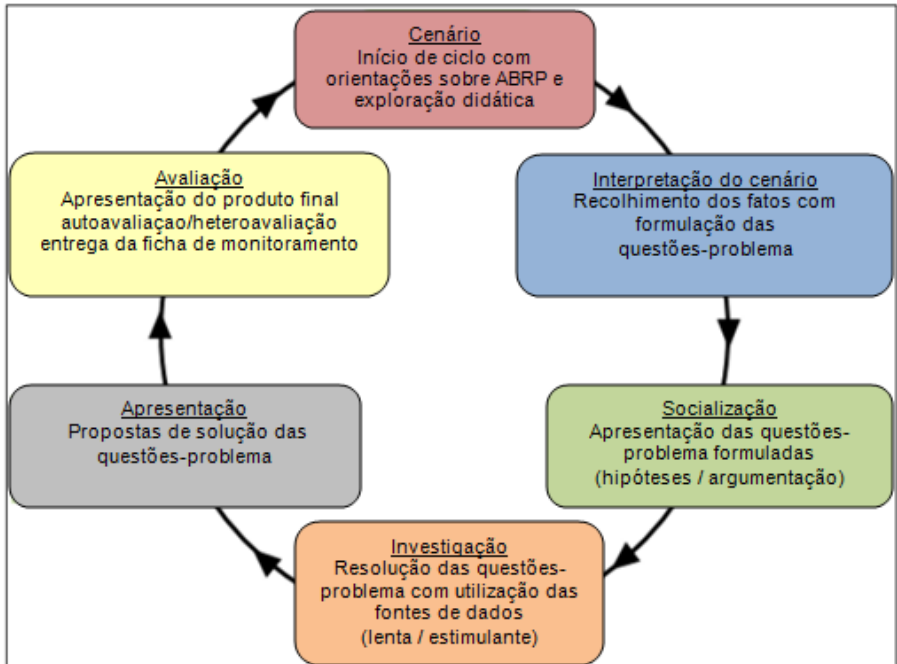 Cenário
Início de ciclo com
orientações sobre ABRP e
exploração didática
Interpretação do cenário
Recolhimento dos fatos com
formulação das
questões-problema
Socialização
Apresentação das questões-
problema formuladas
(hipóteses / argumentação)
Investigação
Resolução das questões-
problema com utilização das
fontes de dados
(lenta / estimulante)
Apresentação
Propostas de solução das
questões-problema
Avaliação
Apresentação do produto final
autoavaliaçao/heteroavaliação
entrega da ficha de monitoramento